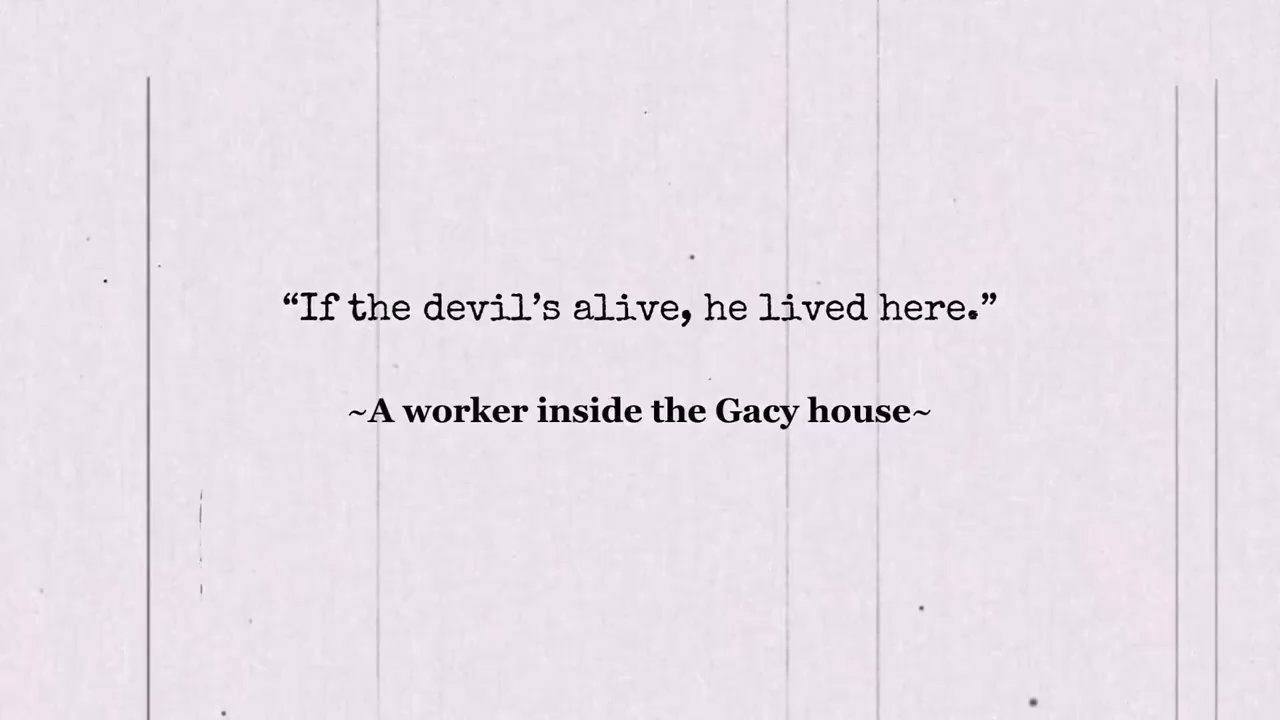 “If the devil’s alive, he lived here.”
~A worker inside the Gacy house~